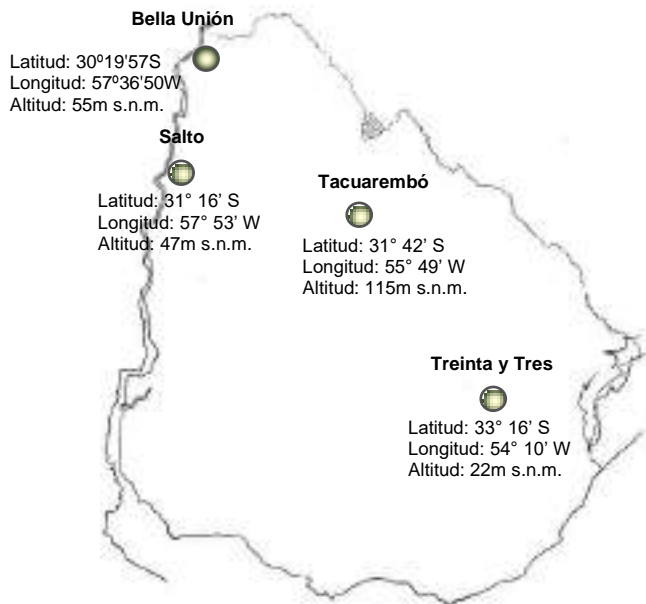 Bella Unión
Latitud: 30º19'57S
Longitud: 57º36'50W
Altitud: 55m s.n.m.
Salto
Latitud: 31° 16’ S
Longitud: 57° 53’ W
Altitud: 47m s.n.m.
Tacuarembó
Latitud: 31° 42’ S
Longitud: 55° 49’ W
Altitud: 115m s.n.m.
Treinta y Tres
Latitud: 33° 16’ S
Longitud: 54° 10’ W
Altitud: 22m s.n.m.